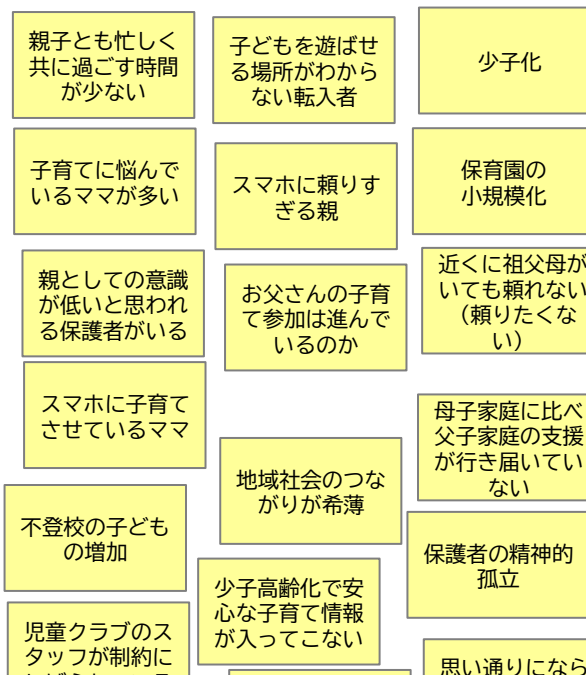 親子とも忙しく
共に過ごす時間
が少ない
子どもを遊ばせ
る場所がわから
ない転入者
少子化
子育てに悩んで
いるママが多い
スマホに頼りす
ぎる親
保育園の
小規模化
親としての意識
が低いと思われ
る保護者がいる
お父さんの子育
て参加は進んで
いるのか
近くに祖父母が
いても頼れない
（頼りたくな
い）
スマホに子育て
させているママ
母子家庭に比べ
父子家庭の支援
が行き届いてい
ない
地域社会のつな
がりが希薄
不登校の子ども
の増加
保護者の精神的
孤立
少子高齢化で安
心な子育て情報
が入ってこない
児童クラブのス
タッフが制約に
思い通りになら